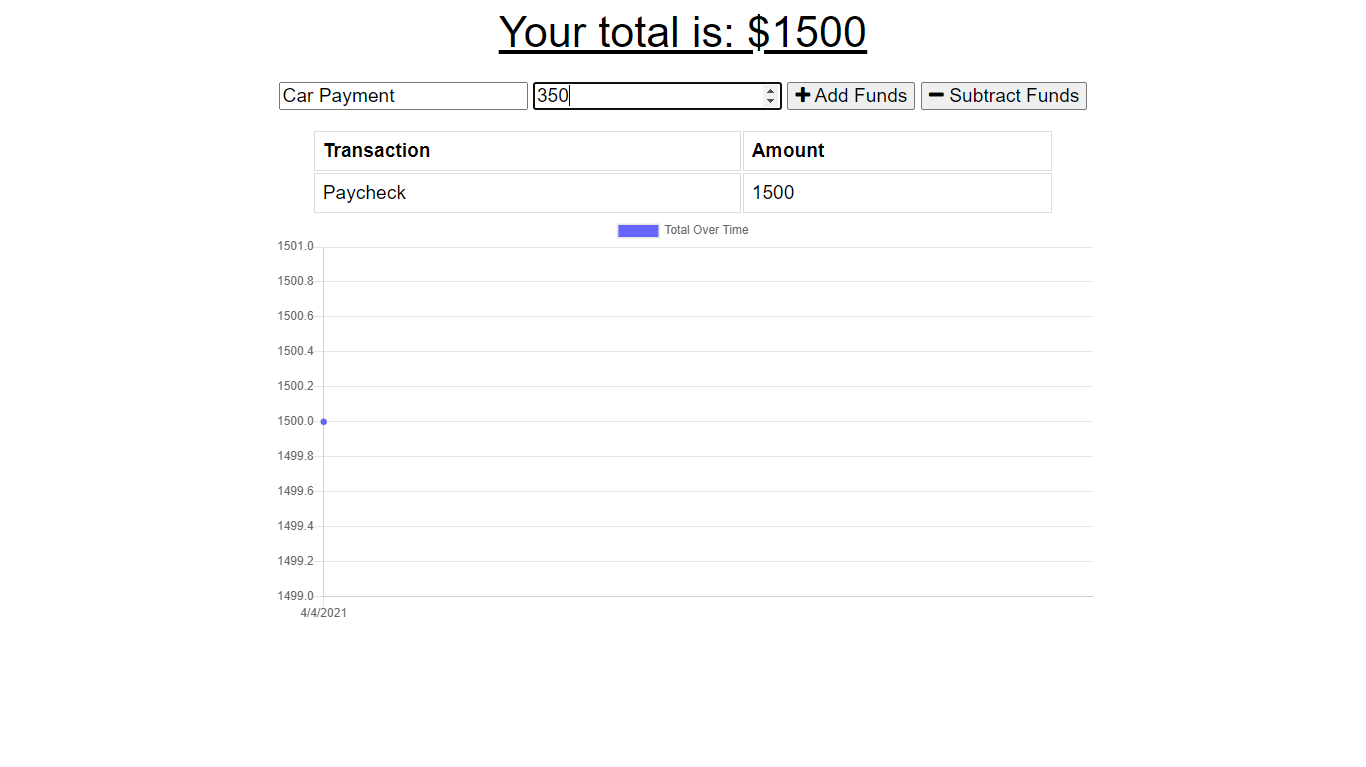 Your total is: $1500
Car Payment 350 Add Funds Subtract Funds
Transaction Amount
Paycheck 1500
Total Over Time
1501.0
1500.8
1500.6
1500.4
1500.2
1500.0
1499.8
1499.6
1499.4
1499.2
1499.0
4/4/2021